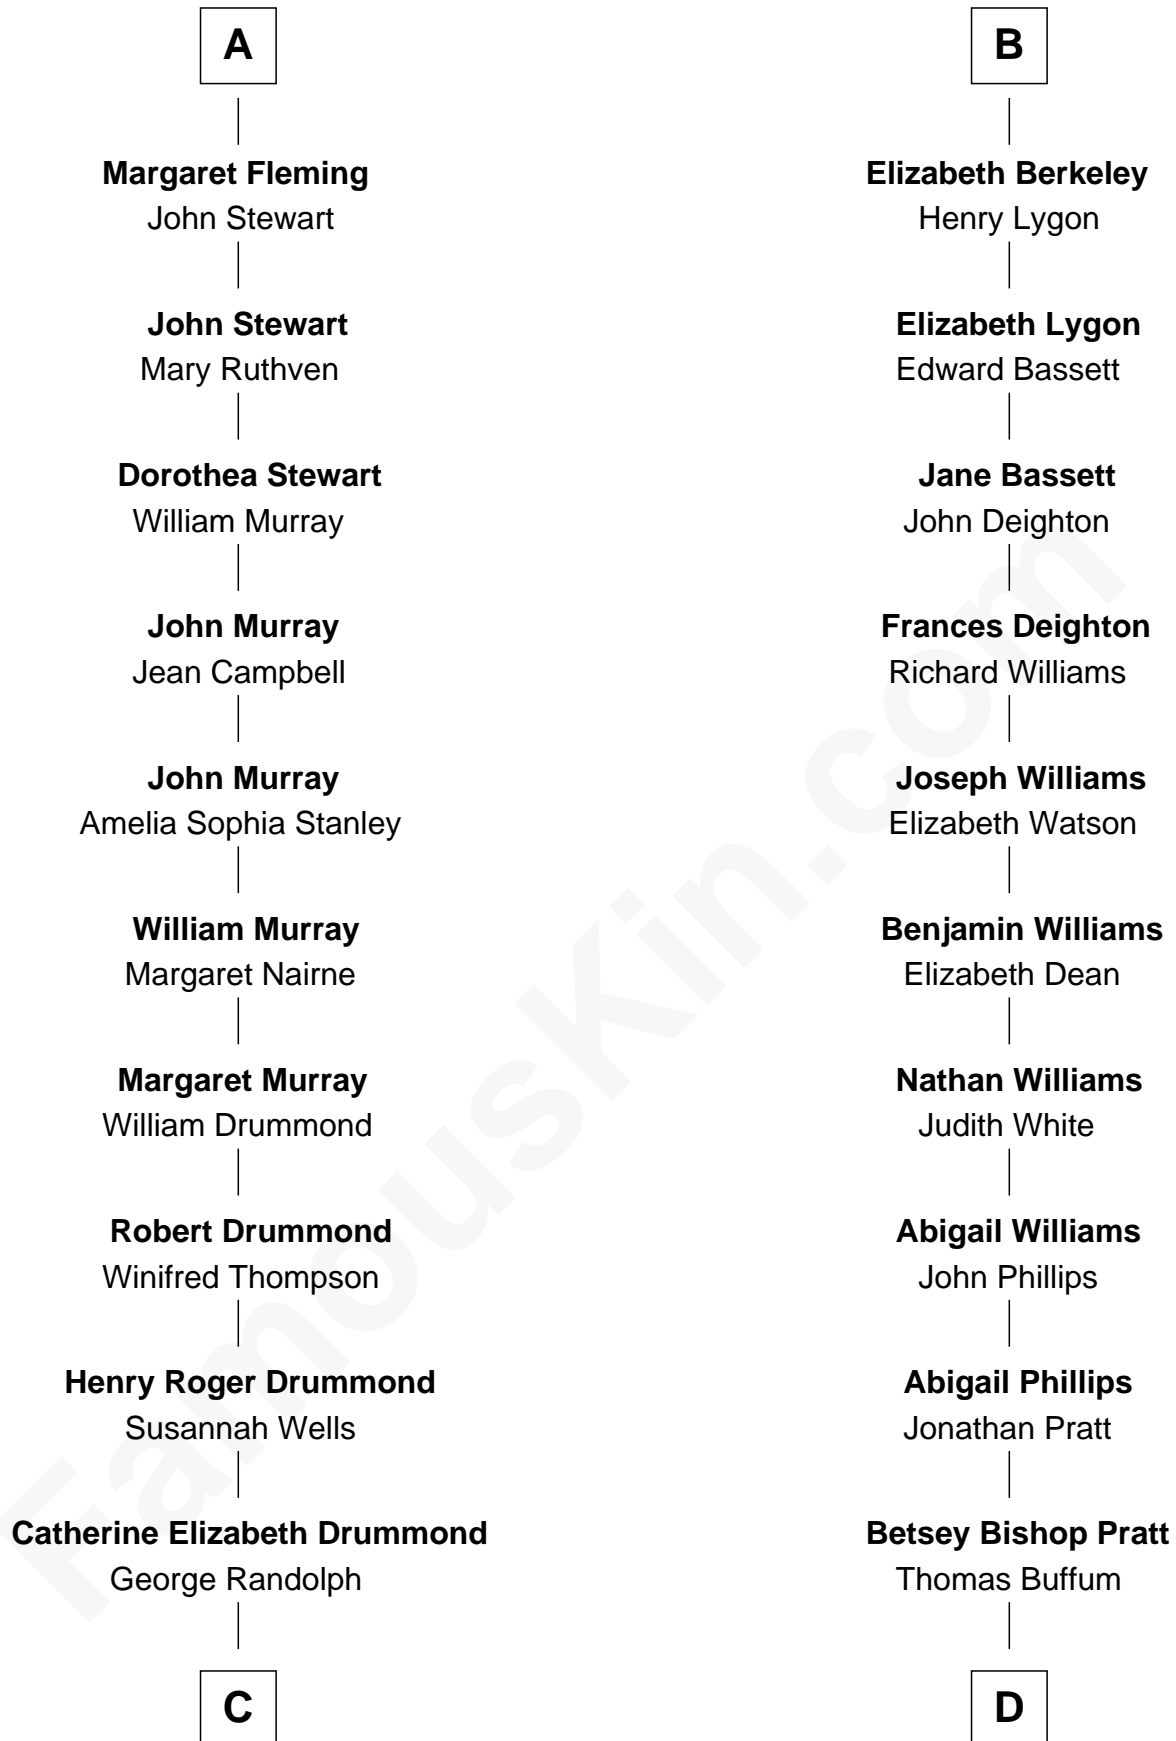 A
Margaret Fleming
John Stewart
John Stewart
Mary Ruthven
Dorothea Stewart
William Murray
John Murray
Jean Campbell
John Murray
Amelia Sophia Stanley
William Murray
Margaret Nairne
Margaret Murray
William Drummond
Robert Drummond
Winifred Thompson
Henry Roger Drummond
Susannah Wells
Catherine Elizabeth Drummond
George Randolph
C
B
Elizabeth Berkeley
Henry Lygon
Elizabeth Lygon
Edward Bassett
Jane Bassett
John Deighton
Frances Deighton
Richard Williams
Joseph Williams
Elizabeth Watson
Benjamin Williams
Elizabeth Dean
Nathan Williams
Judith White
Abigail Williams
John Phillips
Abigail Phillips
Jonathan Pratt
Betsey Bishop Pratt
Thomas Buffum
D
FamousKin.com